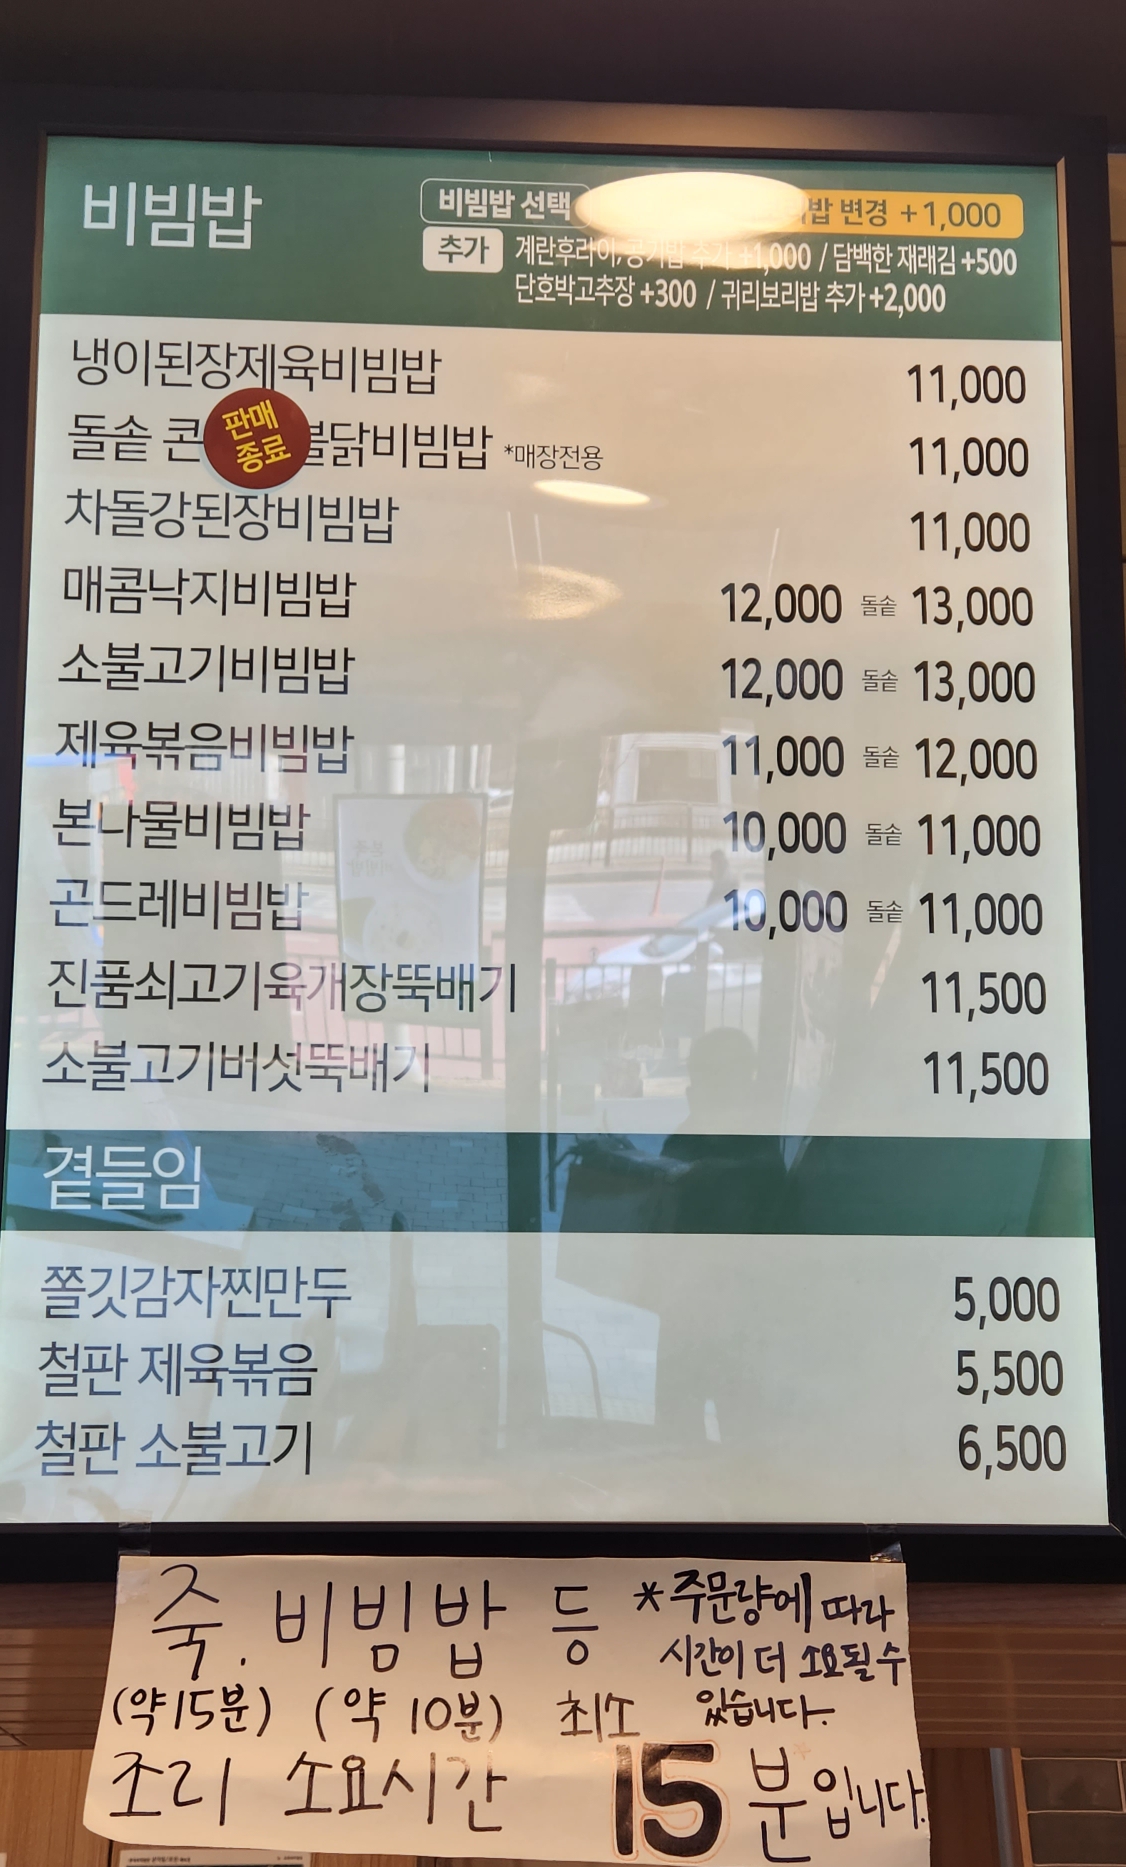 비빔밥
비빔밥 선택
밥 변경 +1,000
추가 계란후라이, 공기밥 추가 +1,000 / 담백한 재래김 +500
단호박고추장 +300 / 귀리보리밥 추가 +2,000
냉이된장제육비빔밥 11,000
돌솥 콘 불닭비빔밥 *매장전용 11,000
판매
종료
차돌강된장비빔밥 11,000
매콤낙지비빔밥 12,000 돌솥 13,000
소불고기비빔밥 12,000 돌솥 13,000
제육볶음비빔밥 11,000 돌솥 12,000
본나물비빔밥 10,000 돌솥 11,000
곤드레비빔밥 10,000 돌솥 11,000
진품쇠고기육개장뚝배기 11,500
소불고기버섯뚝배기 11,500
곁들임
쫄깃감자찐만두 5,000
철판 제육볶음 5,500
철판 소불고기 6,500
죽. 비빔밥 등
(약 15분) (약 10분) 최소
조리 소요시간 15분입니다.
*주문량에 따라
시간이 더 소요될 수
있습니다.